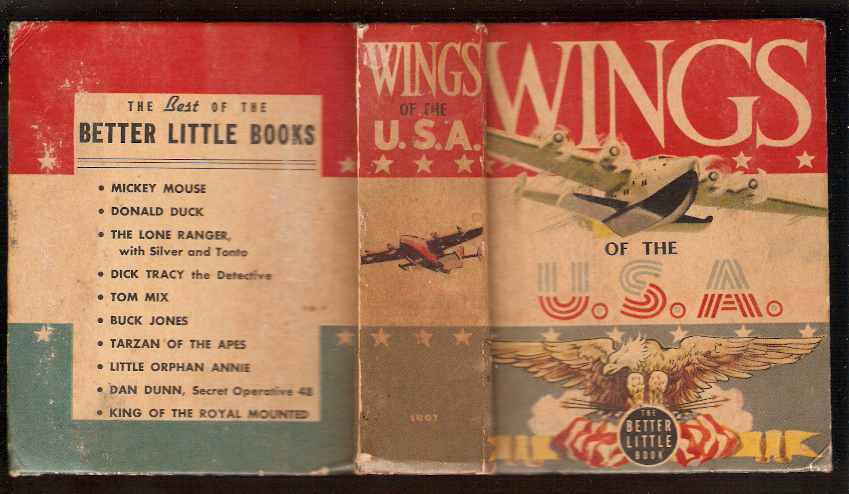 THE Best OF THE
BETTER LITTLE BOOKS
• MICKEY MOUSE
• DONALD DUCK
• THE LONE RANGER,
with Silver and Tonto
• DICK TRACY the Detective
• TOM MIX
• BUCK JONES
• TARZAN OF THE APES
• LITTLE ORPHAN ANNIE
• DAN DUNN, Secret Operative 48
• KING OF THE ROYAL MOUNTED
WINGS
OF THE
U.S.A.
1407
WINGS
OF THE
U.S.A.
THE
BETTER
LITTLE
BOOK